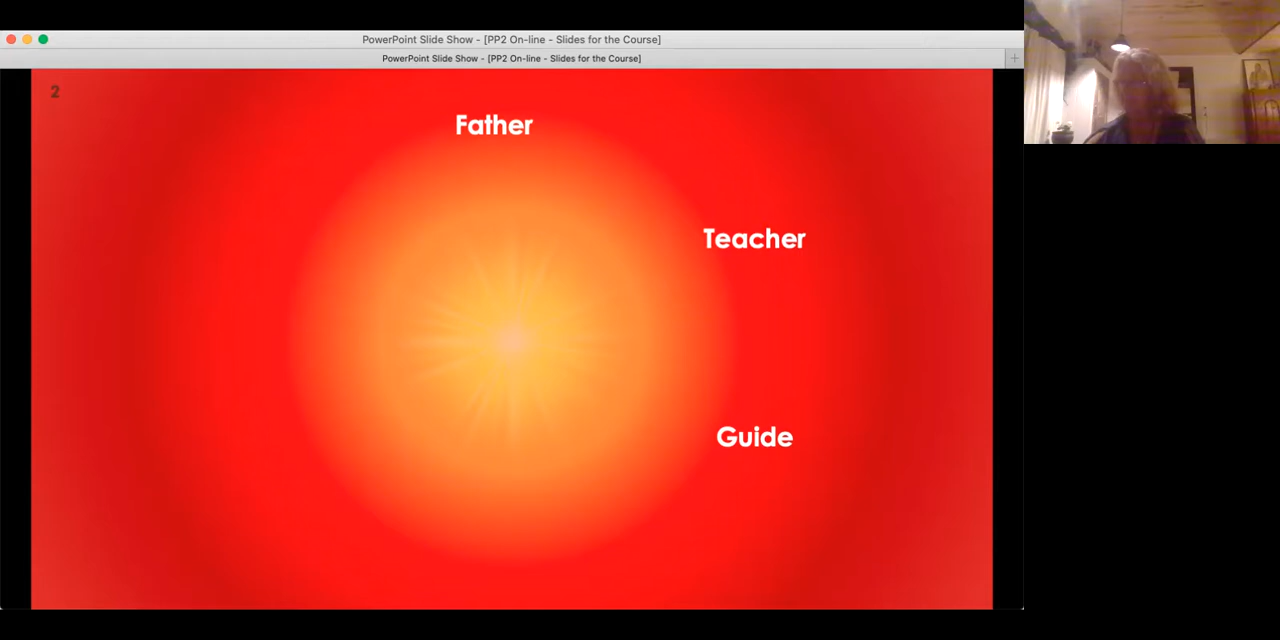 PowerPoint Slide Show - [PP2 On-line - Slides for the Course]
PowerPoint Slide Show - [PP2 On-line - Slides for the Course]
2
Father
Teacher
Guide